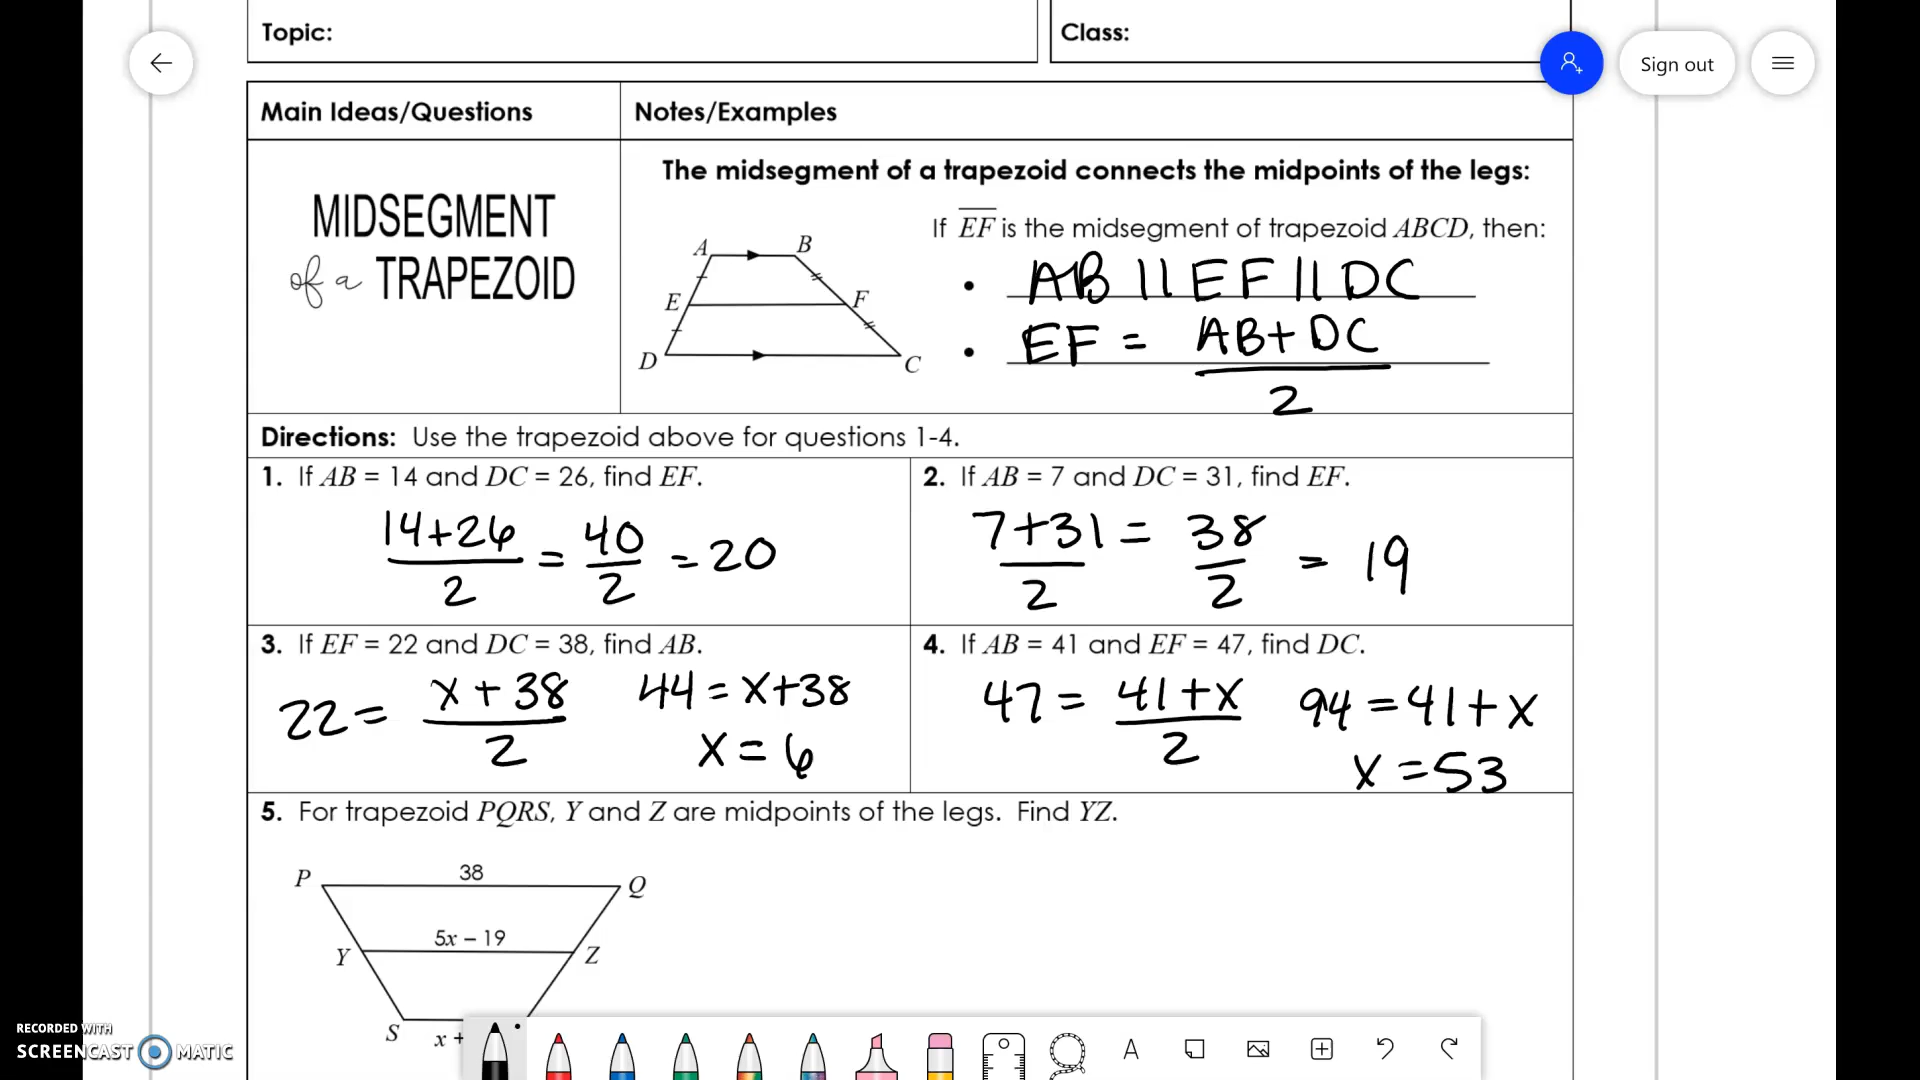 Topic:
Class:
Sign out
Main Ideas/Questions
Notes/Examples
MIDSEGMENT
of a TRAPEZOID
The midsegment of a trapezoid connects the midpoints of the legs:
If EF is the midsegment of trapezoid ABCD, then:
A
B
E
F
D
C
• AB || EF || DC
• EF = AB + DC
2
Directions: Use the trapezoid above for questions 1-4.
1. If AB = 14 and DC = 26, find EF.
14+26
2
= 40
2
= 20
2. If AB = 7 and DC = 31, find EF.
7+31
2
= 38
2
= 19
3. If EF = 22 and DC = 38, find AB.
22 = x + 38
2
44 = x+38
x = 6
4. If AB = 41 and EF = 47, find DC.
47 = 41+x
2
94 = 41+x
x = 53
5. For trapezoid PQRS, Y and Z are midpoints of the legs. Find YZ.
P
38
Q
Y
5x – 19
Z
S
x +
A
RECORDED WITH
SCREENCAST MATIC